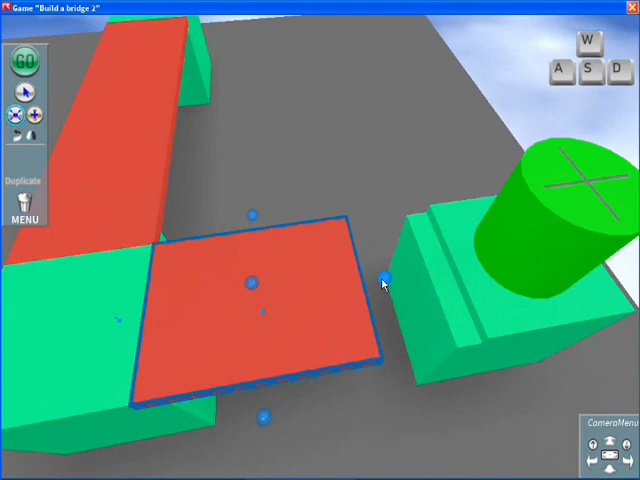 Game "Build a bridge 2"
GO
W
A S D
Duplicate
MENU
CameraMenu